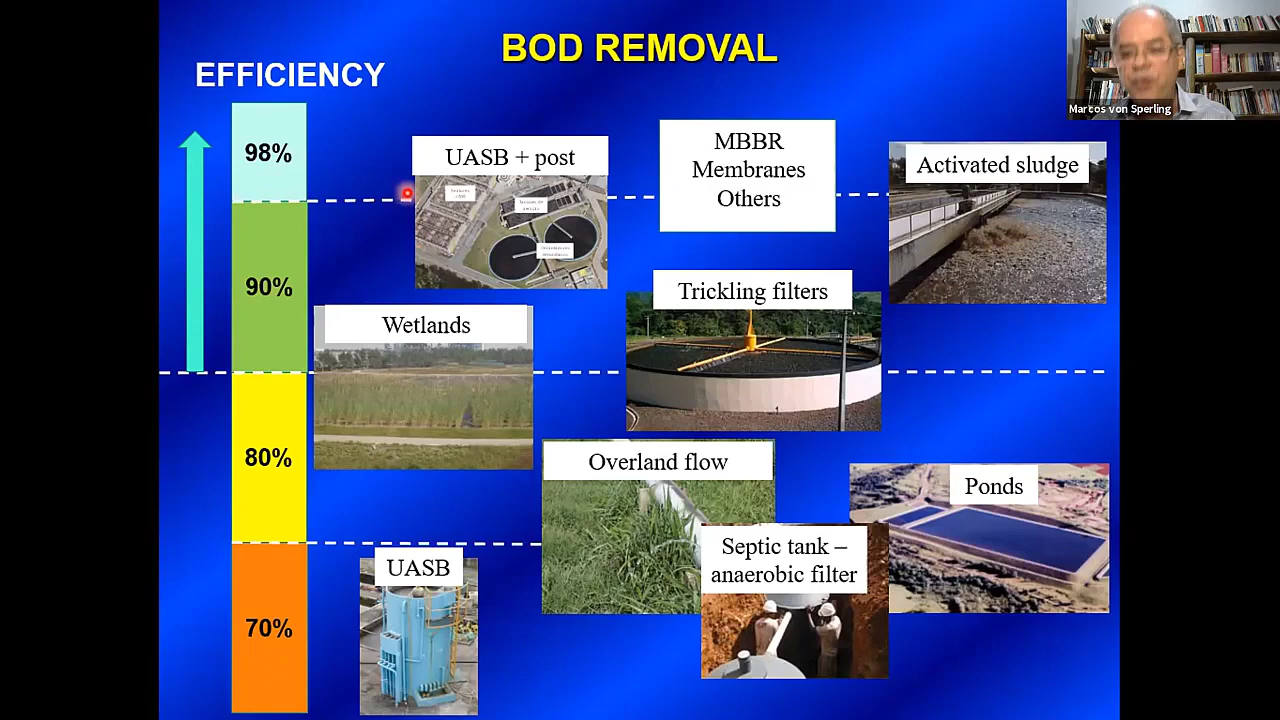 BOD REMOVAL
EFFICIENCY
Marcos von Sperling
98%
90%
80%
70%
UASB + post
MBBR
Membranes
Others
Activated sludge
Trickling filters
Wetlands
Overland flow
Ponds
Septic tank –
anaerobic filter
UASB